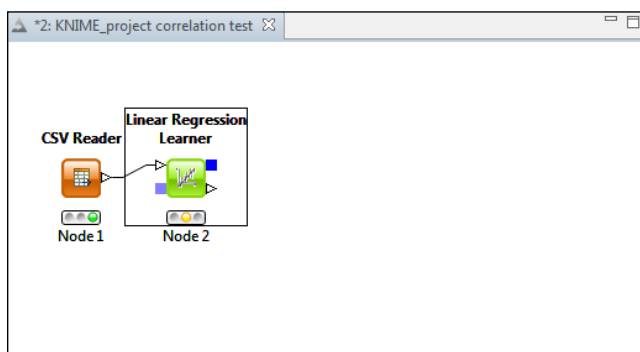 *2: KNIME_project correlation test
Linear Regression
CSV Reader Learner
Node 1 Node 2